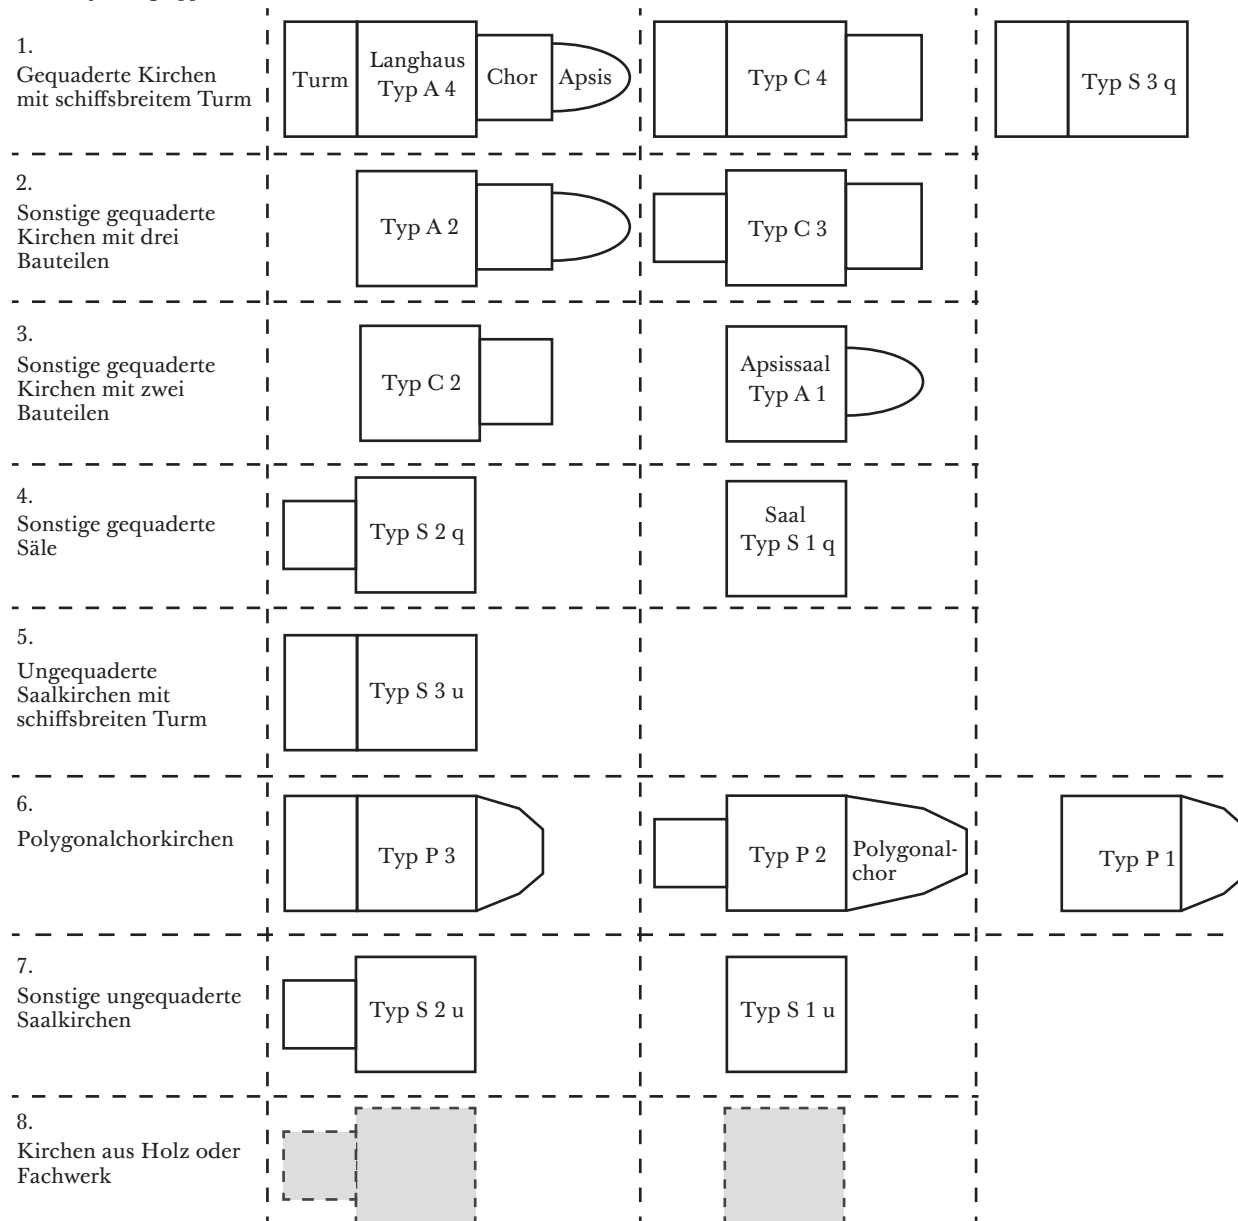 1.
Gequaderte Kirchen
mit schiffsbreitem Turm
Turm
Langhaus
Typ A 4
Chor
Apsis
Typ C 4
Typ S 3 q
2.
Sonstige gequaderte
Kirchen mit drei
Bauteilen
Typ A 2
Typ C 3
3.
Sonstige gequaderte
Kirchen mit zwei
Bauteilen
Typ C 2
Apsissaal
Typ A 1
4.
Sonstige gequaderte
Säle
Typ S 2 q
Saal
Typ S 1 q
5.
Ungequaderte
Saalkirchen mit
schiffsbreiten Turm
Typ S 3 u
6.
Polygonalchorkirchen
Typ P 3
Typ P 2
Polygonal-
chor
Typ P 1
7.
Sonstige ungequaderte
Saalkirchen
Typ S 2 u
Typ S 1 u
8.
Kirchen aus Holz oder
Fachwerk